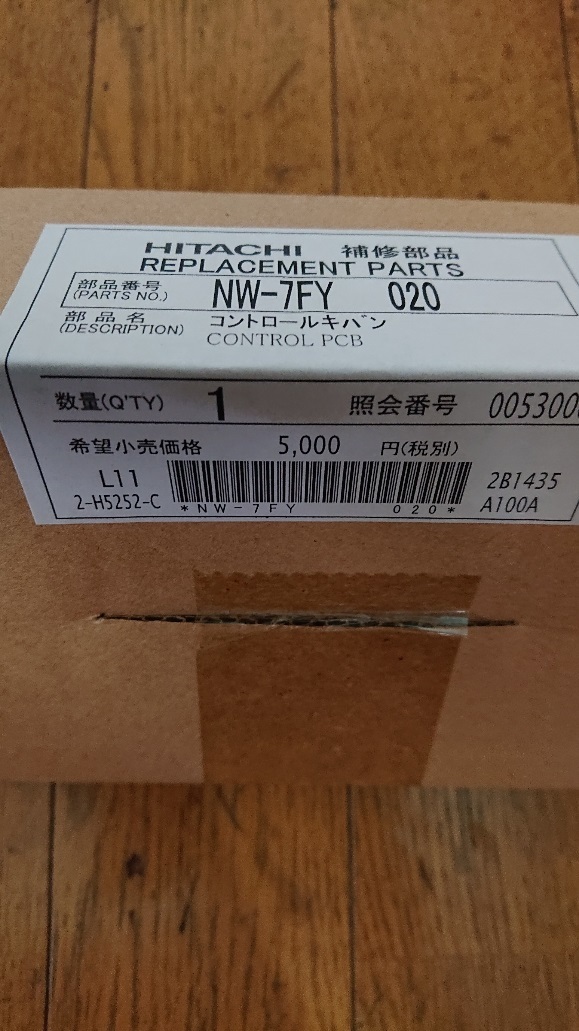 HITACHI 補修部品
REPLACEMENT PARTS
部品番号 (PARTS NO.) NW-7FY 020
部品名 (DESCRIPTION) コントロールキバン
CONTROL PCB
数量(Q'TY) 1 照会番号 005300
希望小売価格 5,000 円(税別)
L11 2B1435
2-H5252-C *NW-7FY 020* A100A